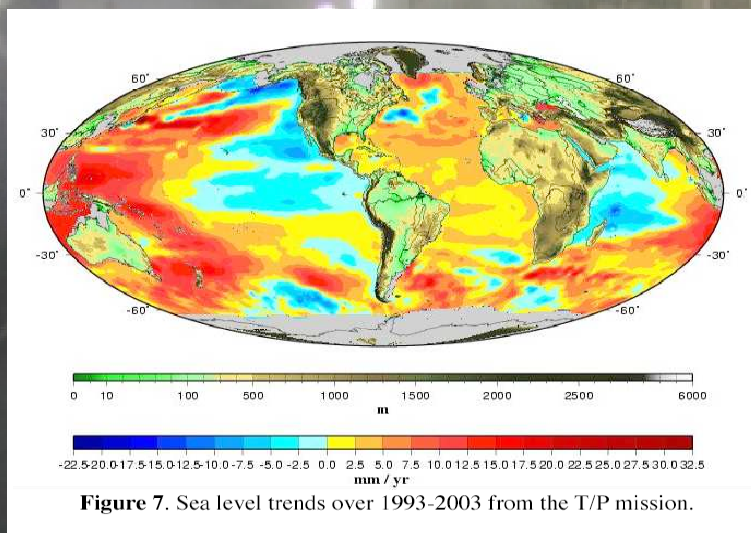 60˚ 60˚
30˚ 30˚
0˚ 0˚
-30˚ -30˚
-60˚ -60˚
0 10 100 500 1000 1500 2000 2500 6000
m
-22.5-20.0-17.5-15.0-12.5-10.0-7.5 -5.0 -2.5 0.0 2.5 5.0 7.5 10.0 12.5 15.0 17.5 20.0 22.5 25.0 27.5 30.0 32.5
mm / yr
Figure 7. Sea level trends over 1993-2003 from the T/P mission.